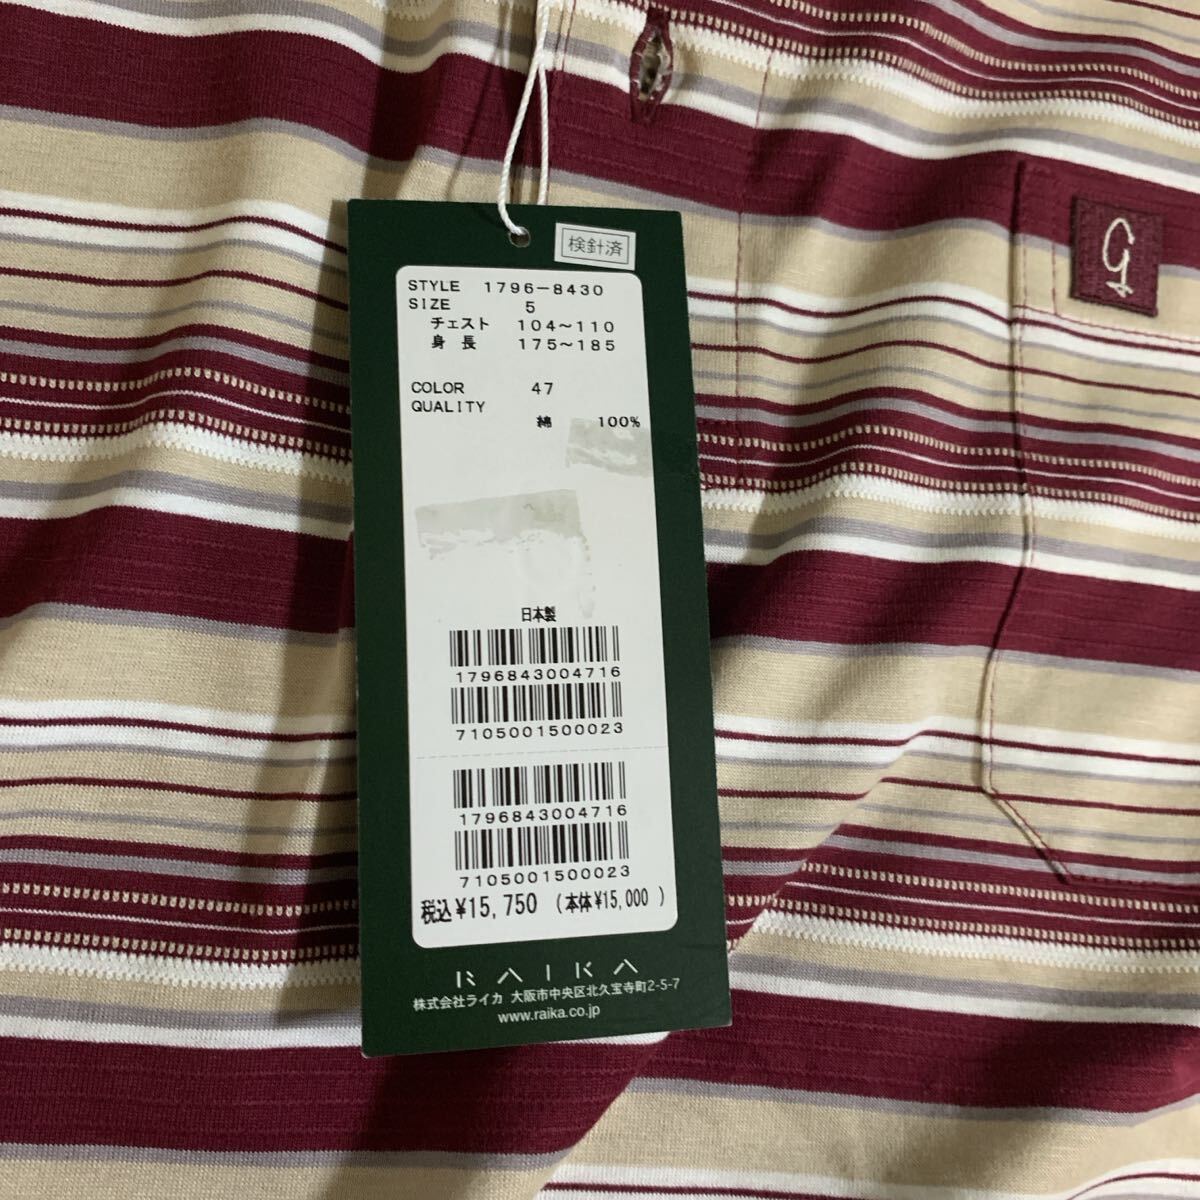 検針済
STYLE 1796-8430
SIZE 5
チェスト 104～110
身長 175～185
COLOR 47
QUALITY
綿 100%
日本製
1796843004716
7105001500023
1796843004716
7105001500023
税込¥15,750 (本体¥15,000 )
RAIKA
株式会社ライカ 大阪市中央区北久宝寺町2-5-7
www.raika.co.jp
G